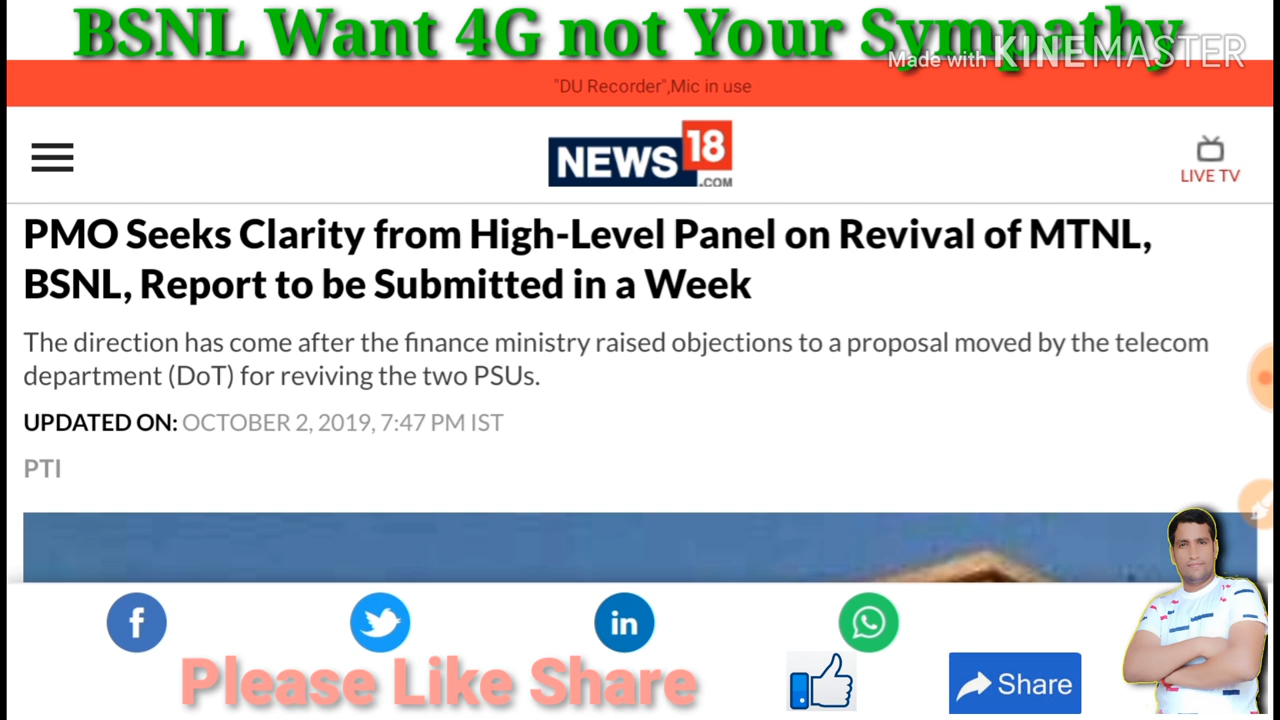 BSNL Want 4G not Your Sympathy
Made with KINEMASTER
"DU Recorder",Mic in use
NEWS 18
.COM
LIVE TV
PMO Seeks Clarity from High-Level Panel on Revival of MTNL,
BSNL, Report to be Submitted in a Week
The direction has come after the finance ministry raised objections to a proposal moved by the telecom
department (DoT) for reviving the two PSUs.
UPDATED ON: OCTOBER 2, 2019, 7:47 PM IST
PTI
f
in
Please Like Share
Share